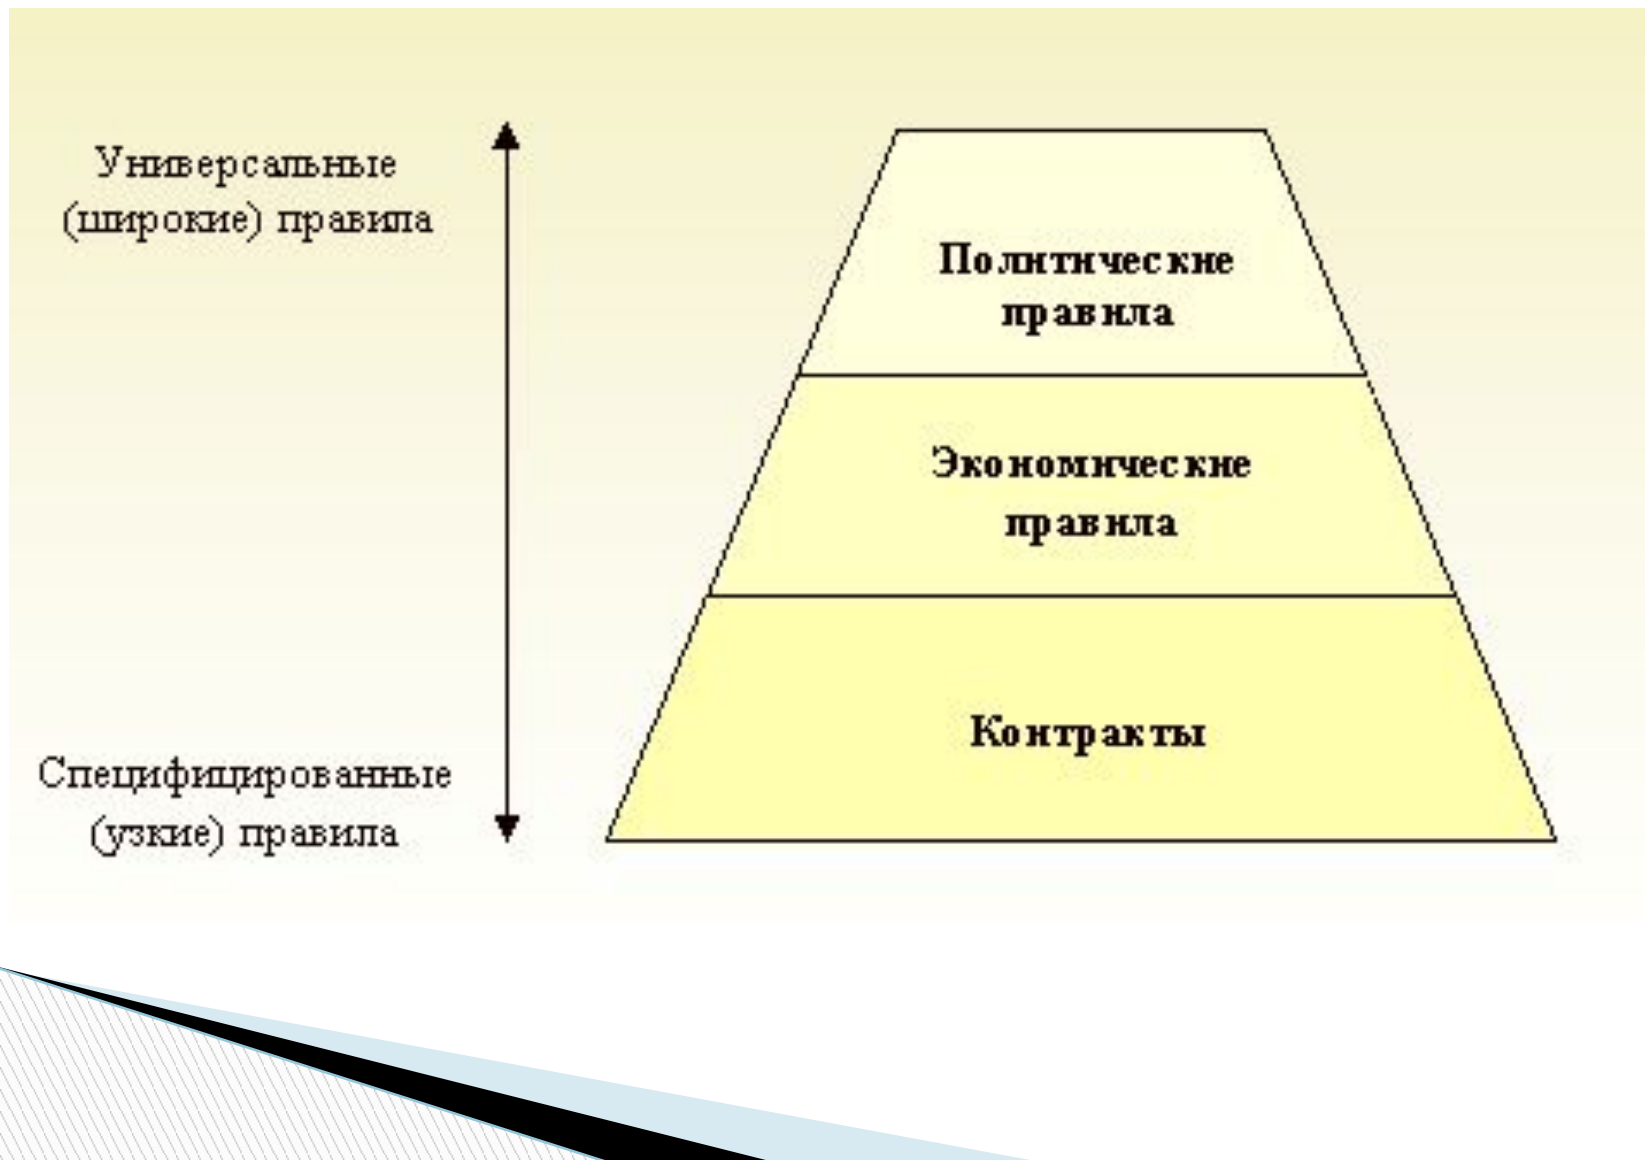 Универсальные
(широкие) правила
Политические
правила
Экономические
правила
Контракты
Специфицированные
(узкие) правила